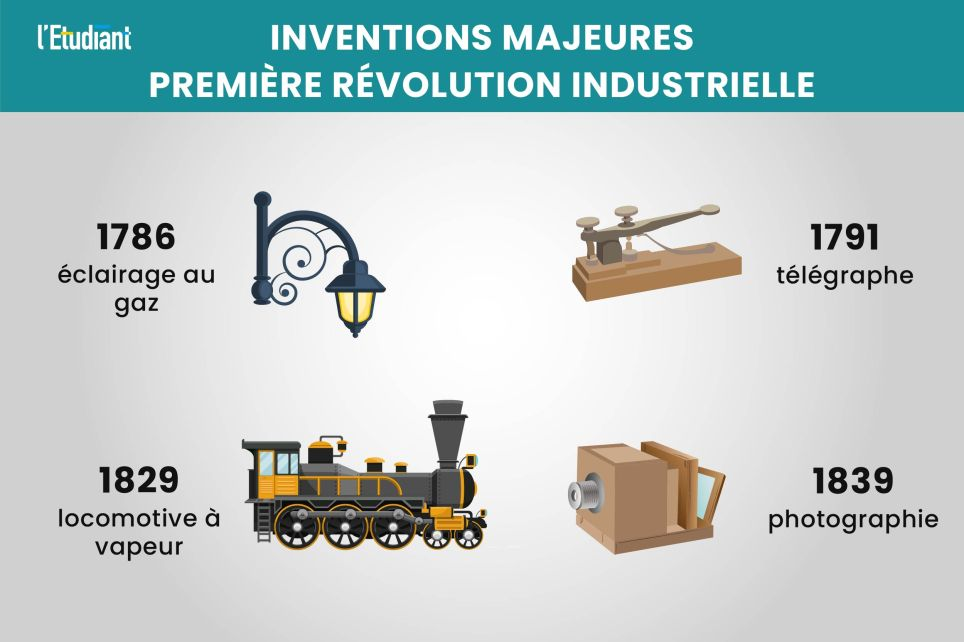 l'Etudiant
INVENTIONS MAJEURES
PREMIÈRE RÉVOLUTION INDUSTRIELLE
1786
éclairage au
gaz
1791
télégraphe
1829
locomotive à
vapeur
1839
photographie